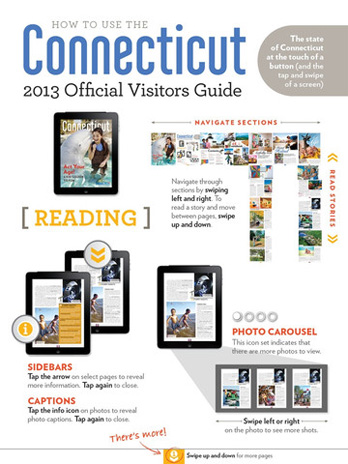 HOW TO USE THE
Connecticut
2013 Official Visitors Guide
The state
of Connecticut
at the touch of a
button (and the
tap and swipe
of a screen)
NAVIGATE SECTIONS
Connecticut
Navigate through
sections by swiping
left and right. To
read a story and move
between pages, swipe
up and down.
READ STORIES
[ READING ]
SIDEBARS
Tap the arrow on select pages to reveal
more information. Tap again to close.
CAPTIONS
Tap the info icon on photos to reveal
photo captions. Tap again to close.
PHOTO CAROUSEL
This icon set indicates that
there are more photos to view.
Swipe left or right
on the photo to see more shots.
There's more!
Swipe up and down for more pages